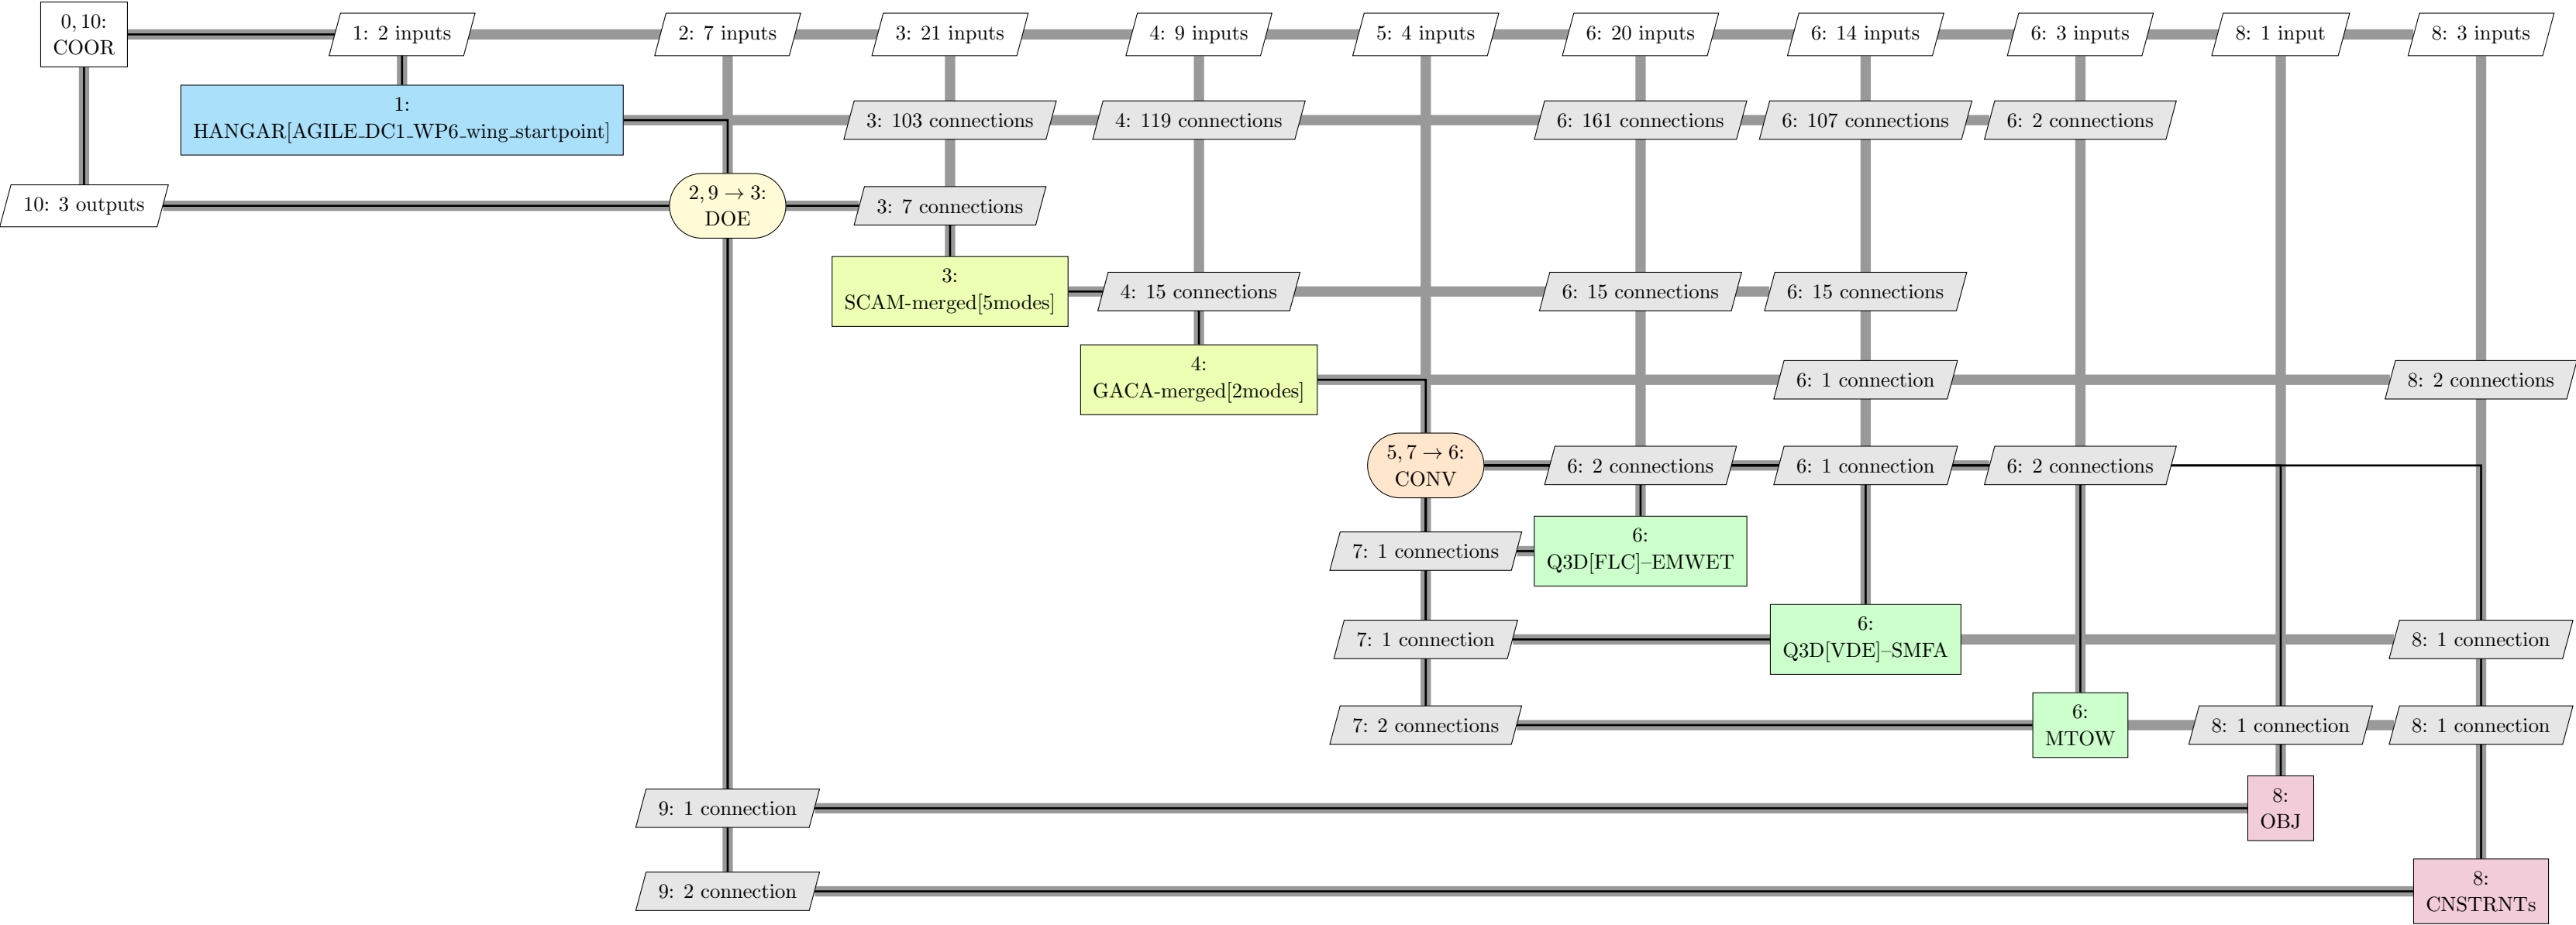 0, 10:
COOR
1: 2 inputs
2: 7 inputs
3: 21 inputs
4: 9 inputs
5: 4 inputs
6: 20 inputs
6: 14 inputs
6: 3 inputs
8: 1 input
8: 3 inputs
1:
HANGAR[AGILE_DC1_WP6_wing_startpoint]
3: 103 connections
4: 119 connections
6: 161 connections
6: 107 connections
6: 2 connections
10: 3 outputs
2, 9 → 3:
DOE
3: 7 connections
3:
SCAM-merged[5modes]
4: 15 connections
6: 15 connections
6: 15 connections
4:
GACA-merged[2modes]
6: 1 connection
8: 2 connections
5, 7 → 6:
CONV
6: 2 connections
6: 1 connection
6: 2 connections
7: 1 connections
6:
Q3D[FLC]–EMWET
7: 1 connection
6:
Q3D[VDE]–SMFA
8: 1 connection
7: 2 connections
6:
MTOW
8: 1 connection
8: 1 connection
9: 1 connection
8:
OBJ
9: 2 connection
8:
CNSTRNTs